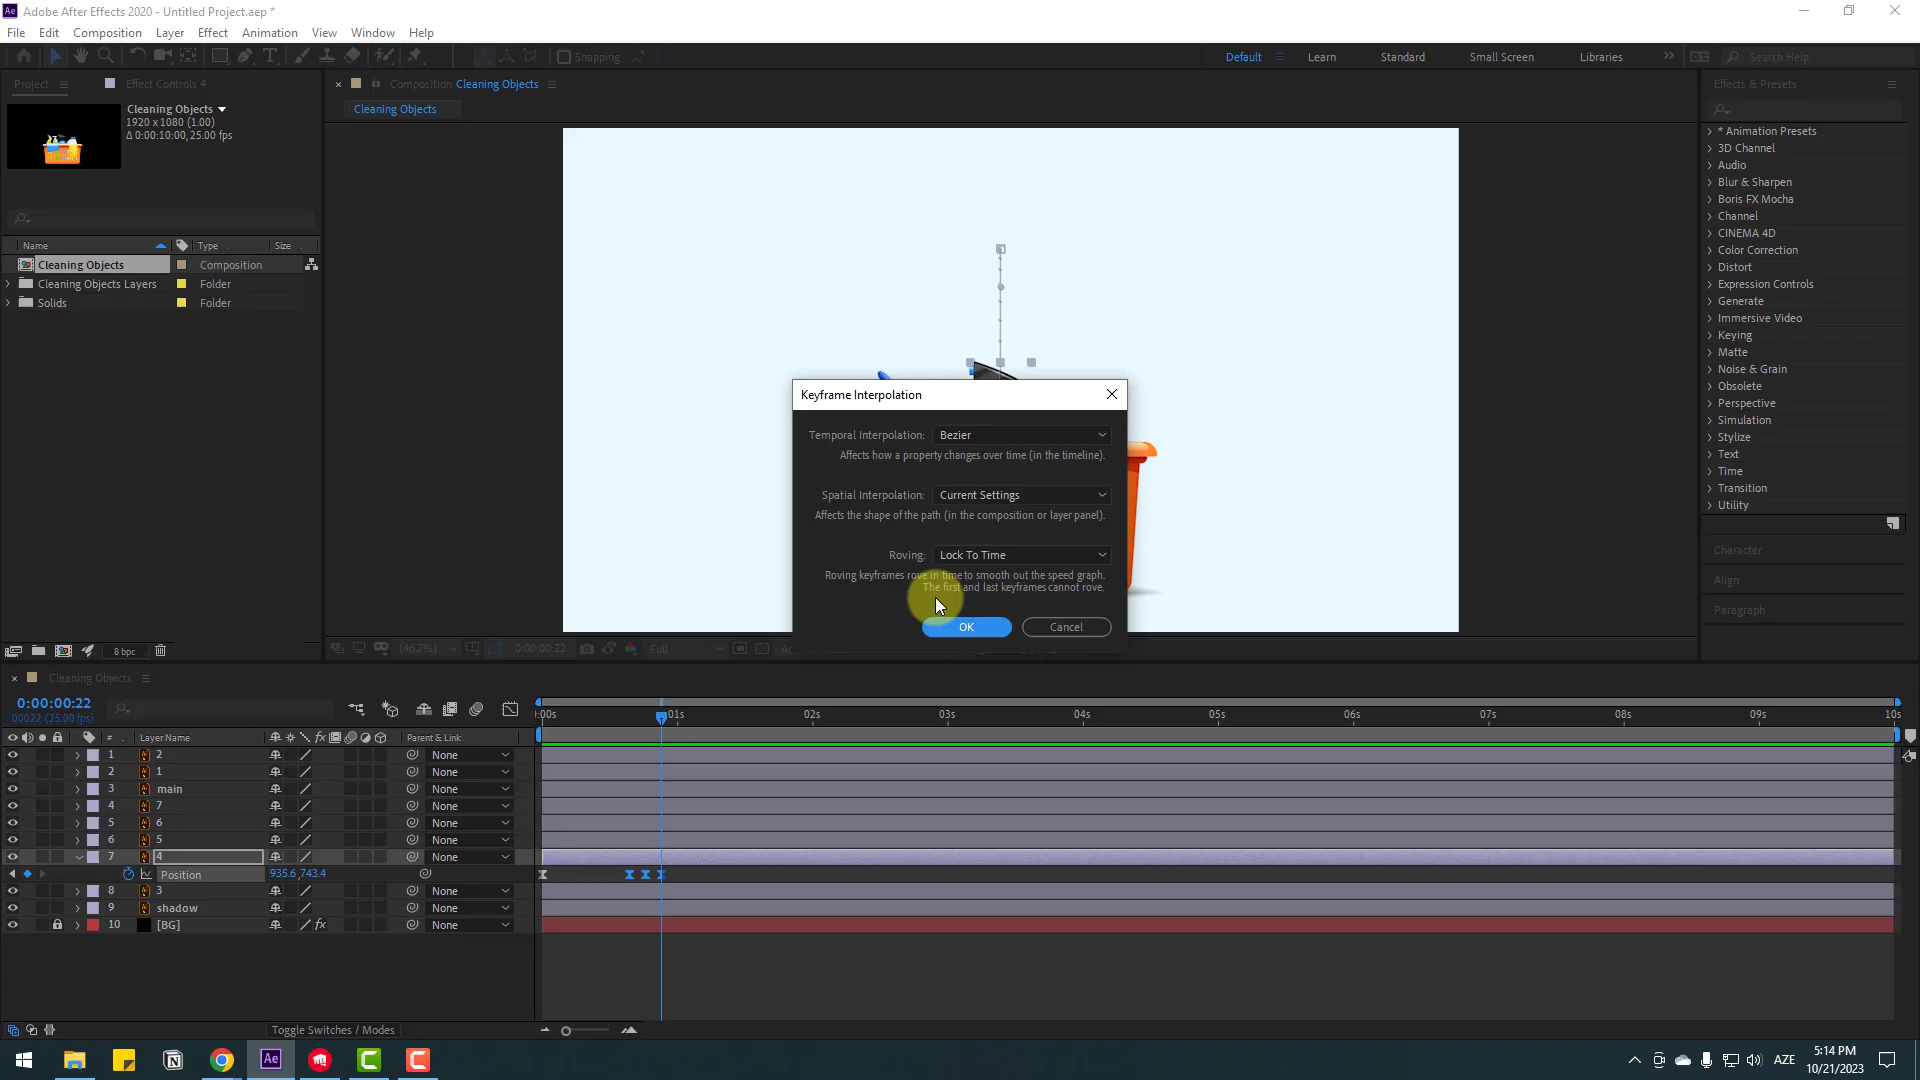 Adobe After Effects 2020 - Untitled Project.aep *
File Edit Composition Layer Effect Animation View Window Help
Snapping
Default Learn Standard Small Screen Libraries Search Help
Project Effect Controls 4
Composition Cleaning Objects
Effects & Presets
Cleaning Objects
1920 x 1080 (1.00)
Δ 0:00:10:00, 25.00 fps
Cleaning Objects
* Animation Presets
3D Channel
Audio
Blur & Sharpen
Boris FX Mocha
Channel
CINEMA 4D
Color Correction
Distort
Expression Controls
Generate
Immersive Video
Keying
Matte
Noise & Grain
Obsolete
Perspective
Simulation
Stylize
Text
Time
Transition
Utility
Character
Align
Paragraph
Name Type Size
Cleaning Objects Composition
Cleaning Objects Layers Folder
Solids Folder
8 bpc
Keyframe Interpolation
Temporal Interpolation: Bezier
Affects how a property changes over time (in the timeline).
Spatial Interpolation: Current Settings
Affects the shape of the path (in the composition or layer panel).
Roving: Lock To Time
Roving keyframes rove in time to smooth out the speed graph.
The first and last keyframes cannot rove.
OK Cancel
(46.7%) 0:00:00:22 Full
Cleaning Objects
0:00:00:22
00022 (25.00 fps)
:00s 01s 02s 03s 04s 05s 06s 07s 08s 09s 10s
# Layer Name Parent & Link
1 2 None
2 1 None
3 main None
4 7 None
5 6 None
6 5 None
7 4 None
Position 935.6,743.4
8 3 None
9 shadow None
10 [BG] fx None
Toggle Switches / Modes
AZE 5:14 PM
10/21/2023